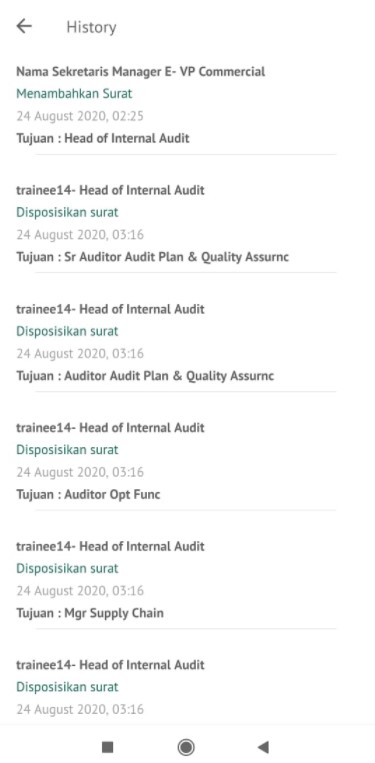 History
Nama Sekretaris Manager E- VP Commercial
Menambahkan Surat
24 August 2020, 02:25
Tujuan : Head of Internal Audit
trainee14- Head of Internal Audit
Disposisikan surat
24 August 2020, 03:16
Tujuan : Sr Auditor Audit Plan & Quality Assurnc
trainee14- Head of Internal Audit
Disposisikan surat
24 August 2020, 03:16
Tujuan : Auditor Audit Plan & Quality Assurnc
trainee14- Head of Internal Audit
Disposisikan surat
24 August 2020, 03:16
Tujuan : Auditor Opt Func
trainee14- Head of Internal Audit
Disposisikan surat
24 August 2020, 03:16
Tujuan : Mgr Supply Chain
trainee14- Head of Internal Audit
Disposisikan surat
24 August 2020, 03:16